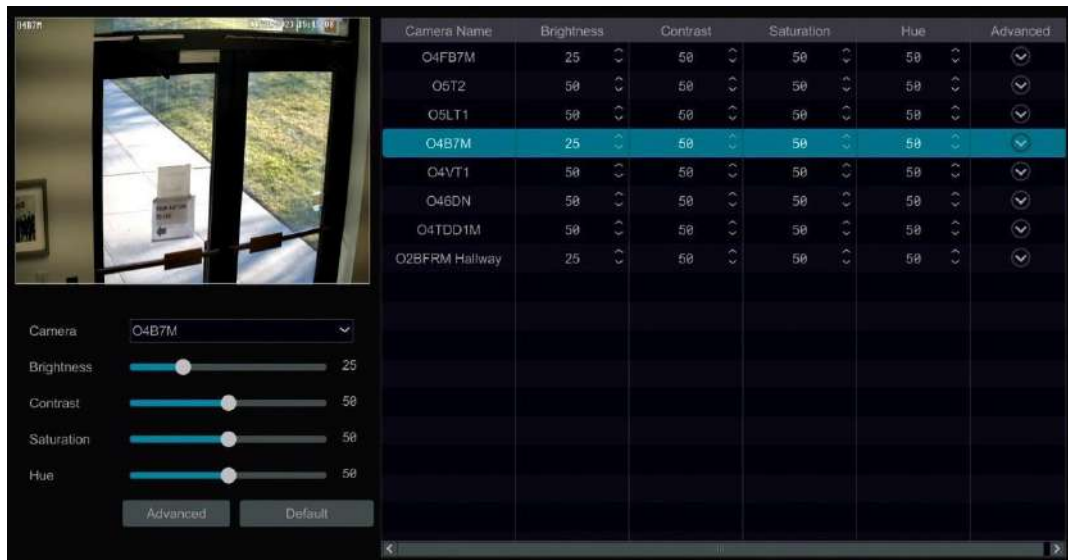 O4B7M
Camera Name Brightness Contrast Saturation Hue Advanced
O4FB7M 25 50 50 50
O5T2 50 50 50 50
O5LT1 50 50 50 50
O4B7M 25 50 50 50
O4VT1 50 50 50 50
O46DN 50 50 50 50
O4TDD1M 50 50 50 50
O2BFRM Hallway 25 50 50 50
Camera O4B7M
Brightness 25
Contrast 50
Saturation 50
Hue 50
Advanced Default